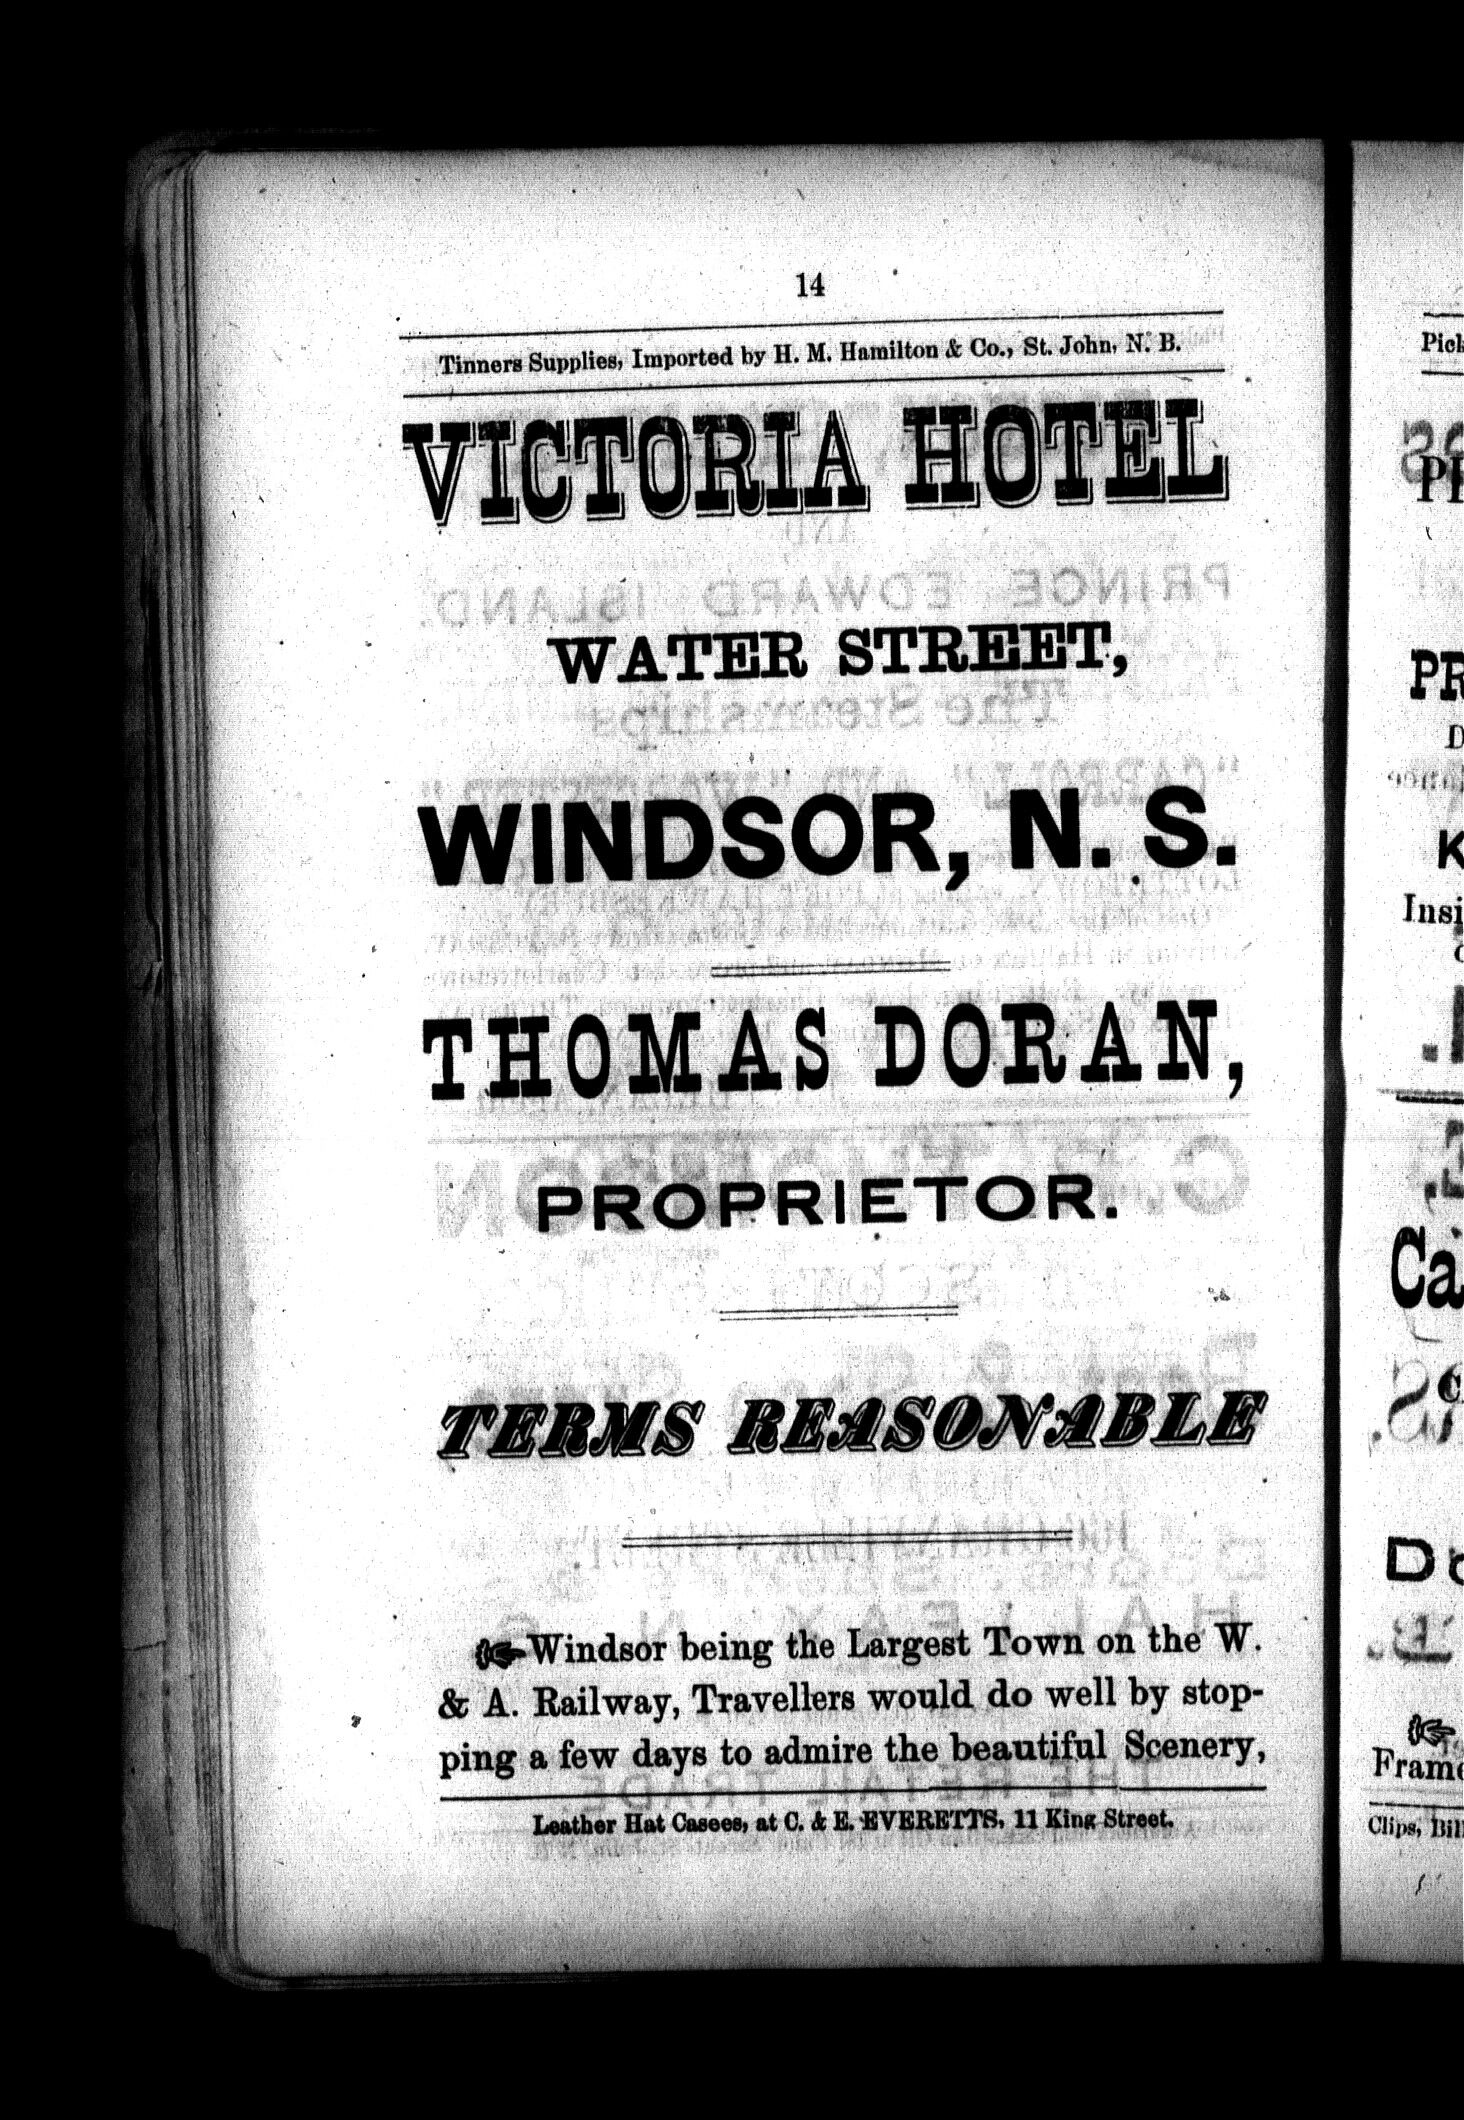 14
Tinners Supplies, Imported by H. M. Hamilton & Co., St. John, N. B.
VICTORIA HOTEL
WATER STREET,
WINDSOR, N. S.
THOMAS DORAN,
PROPRIETOR.
TERMS REASONABLE
Windsor being the Largest Town on the W.
& A. Railway, Travellers would do well by stop-
ping a few days to admire the beautiful Scenery,
Leather Hat Casees, at C. & E. EVERETTS, 11 King Street.